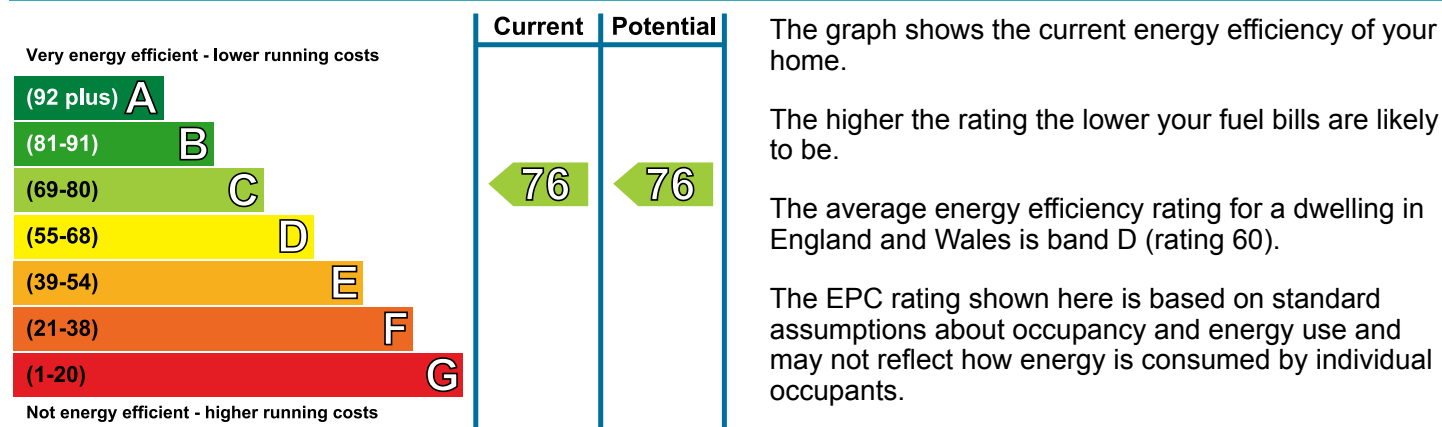 Current Potential
Very energy efficient - lower running costs
(92 plus) A
(81-91) B
(69-80) C
76 76
(55-68) D
(39-54) E
(21-38) F
(1-20) G
Not energy efficient - higher running costs
The graph shows the current energy efficiency of your
home.
The higher the rating the lower your fuel bills are likely
to be.
The average energy efficiency rating for a dwelling in
England and Wales is band D (rating 60).
The EPC rating shown here is based on standard
assumptions about occupancy and energy use and
may not reflect how energy is consumed by individual
occupants.